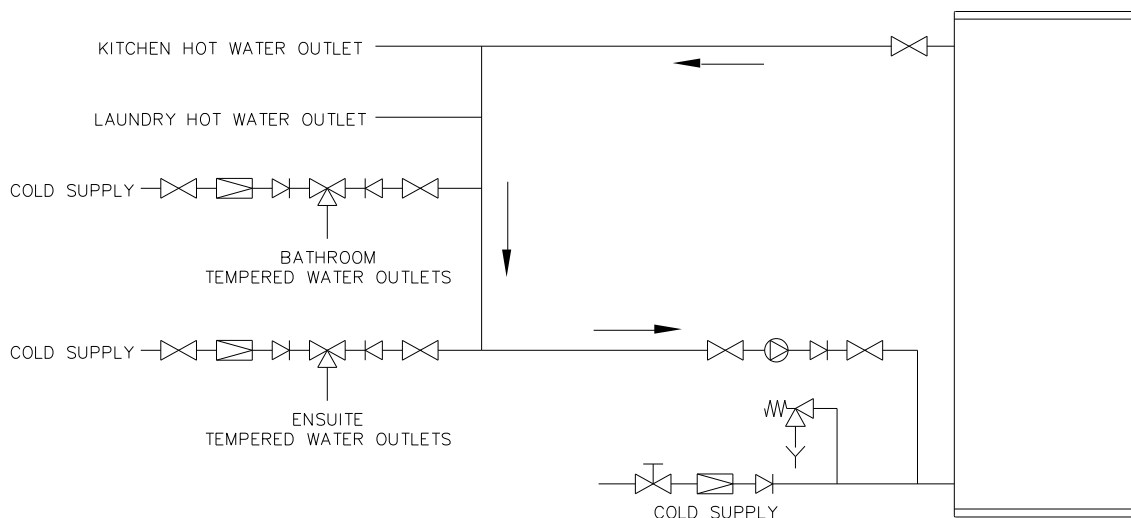 KITCHEN HOT WATER OUTLET
LAUNDRY HOT WATER OUTLET
COLD SUPPLY
BATHROOM
TEMPERED WATER OUTLETS
COLD SUPPLY
ENSUITE
TEMPERED WATER OUTLETS
COLD SUPPLY